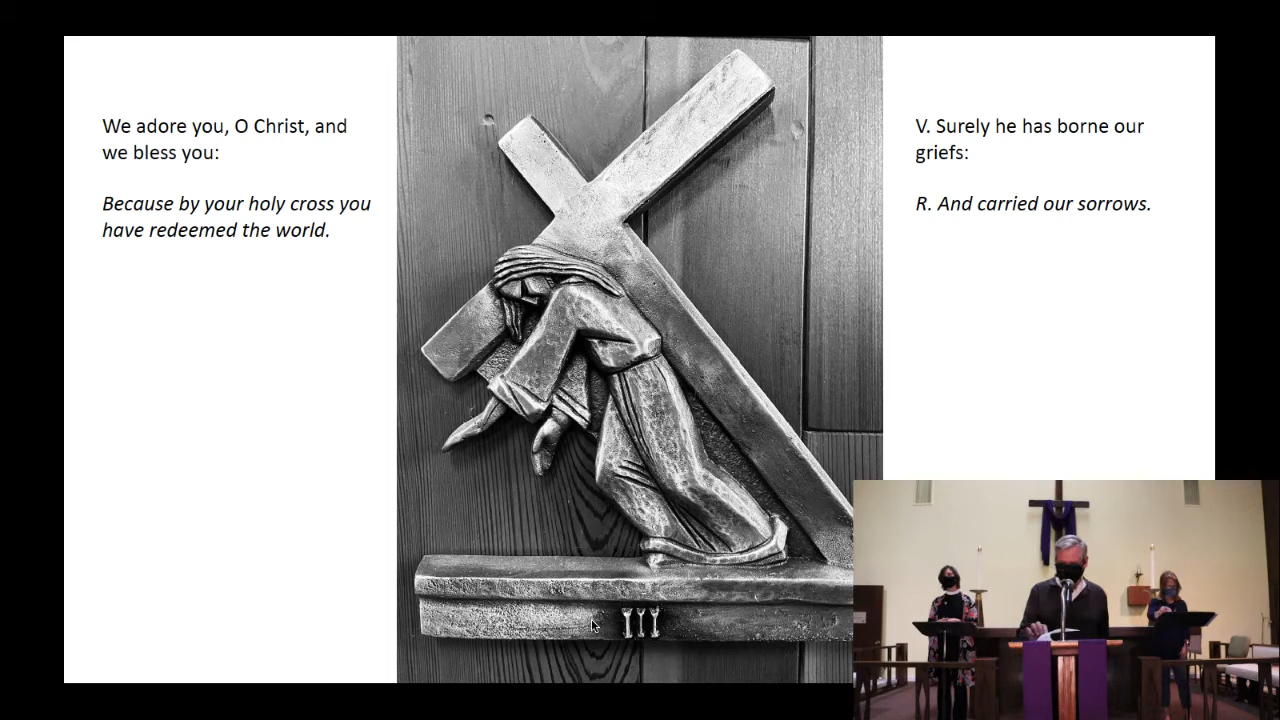 We adore you, O Christ, and
we bless you:
Because by your holy cross you
have redeemed the world.
III
V. Surely he has borne our
griefs:
R. And carried our sorrows.